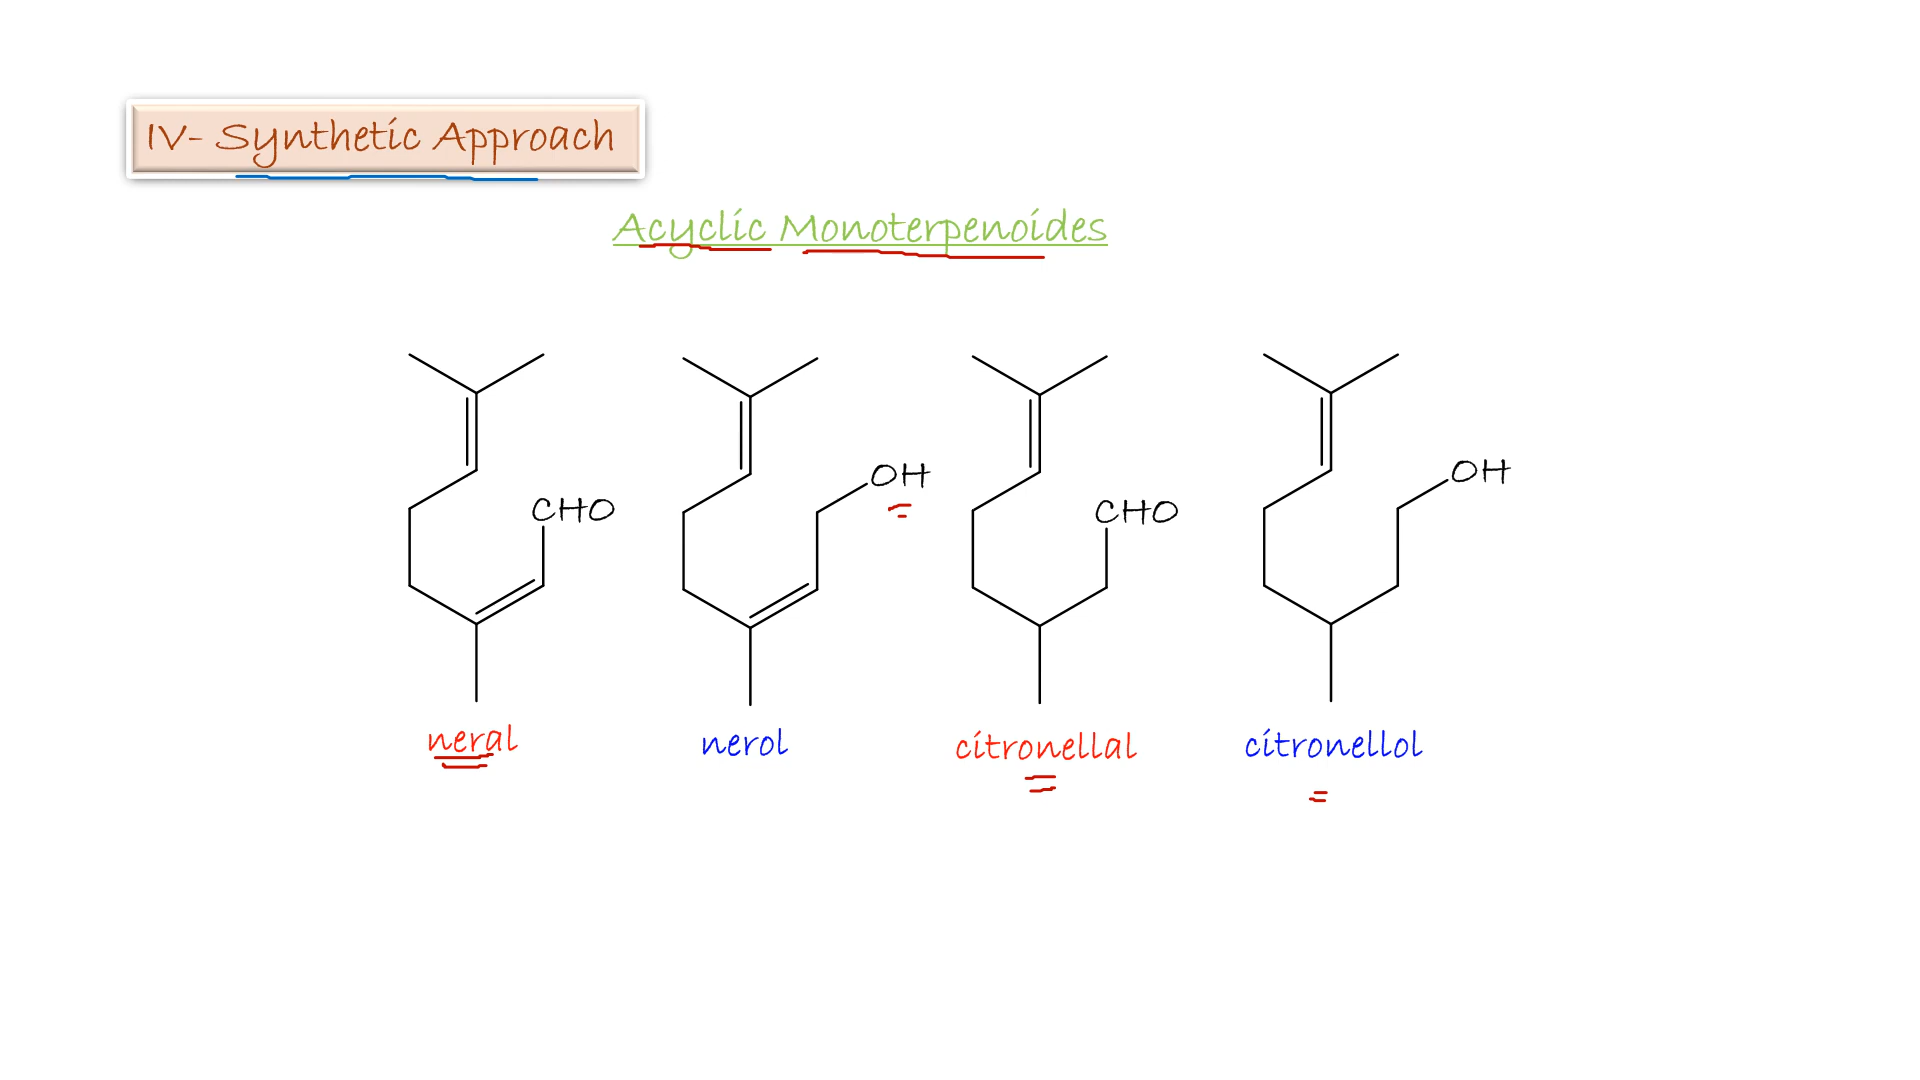 IV- Synthetic Approach
Acyclic Monoterpenoides
CHO OH CHO OH
neral nerol citronellal citronellol